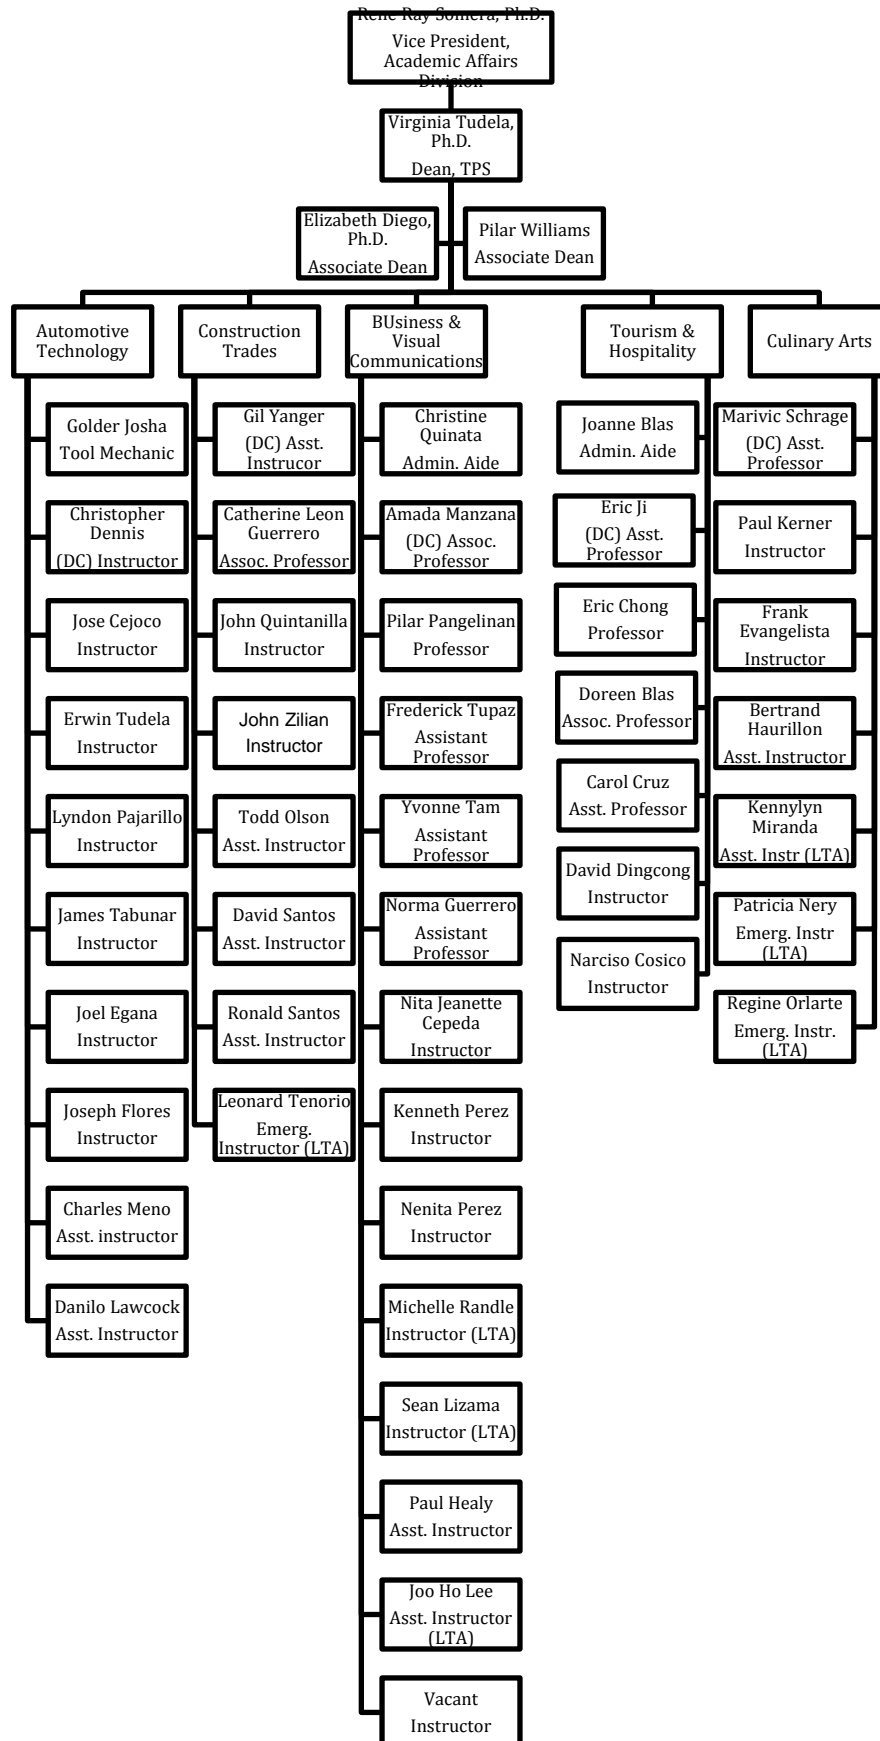 Rene Ray Somera, Ph.D.
Vice President,
Academic Affairs
Division
Virginia Tudela,
Ph.D.
Dean, TPS
Elizabeth Diego,
Ph.D.
Associate Dean
Pilar Williams
Associate Dean
Automotive
Technology
Golder Josha
Tool Mechanic
Christopher
Dennis
(DC) Instructor
Jose Cejoco
Instructor
Erwin Tudela
Instructor
Lyndon Pajarillo
Instructor
James Tabunar
Instructor
Joel Egana
Instructor
Joseph Flores
Instructor
Charles Meno
Asst. instructor
Danilo Lawcock
Asst. Instructor
Construction
Trades
Gil Yanger
(DC) Asst.
Instrucor
Catherine Leon
Guerrero
Assoc. Professor
John Quintanilla
Instructor
John Zilian
Instructor
Todd Olson
Asst. Instructor
David Santos
Asst. Instructor
Ronald Santos
Asst. Instructor
Leonard Tenorio
Emerg.
Instructor (LTA)
BUsiness &
Visual
Communications
Christine
Quinata
Admin. Aide
Amada Manzana
(DC) Assoc.
Professor
Pilar Pangelinan
Professor
Frederick Tupaz
Assistant
Professor
Yvonne Tam
Assistant
Professor
Norma Guerrero
Assistant
Professor
Nita Jeanette
Cepeda
Instructor
Kenneth Perez
Instructor
Nenita Perez
Instructor
Michelle Randle
Instructor (LTA)
Sean Lizama
Instructor (LTA)
Paul Healy
Asst. Instructor
Joo Ho Lee
Asst. Instructor
(LTA)
Vacant
Instructor
Tourism &
Hospitality
Joanne Blas
Admin. Aide
Eric Ji
(DC) Asst.
Professor
Eric Chong
Professor
Doreen Blas
Assoc. Professor
Carol Cruz
Asst. Professor
David Dingcong
Instructor
Narciso Cosico
Instructor
Culinary Arts
Marivic Schrage
(DC) Asst.
Professor
Paul Kerner
Instructor
Frank
Evangelista
Instructor
Bertrand
Haurillon
Asst. Instructor
Kennylyn
Miranda
Asst. Instr (LTA)
Patricia Nery
Emerg. Instr
(LTA)
Regine Orlarte
Emerg. Instr.
(LTA)